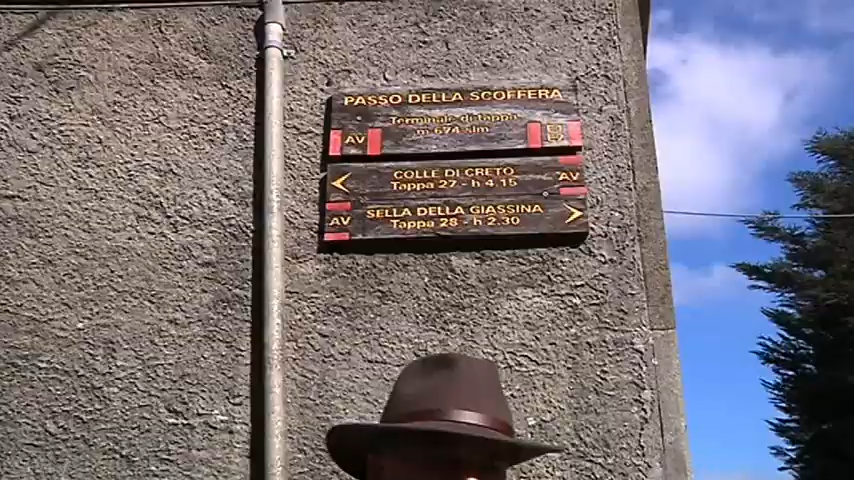 PASSO DELLA SCOFFERA
Terminale di tappa
m 674 slm
AV
COLLE DI CRETO
Tappa 27 - h 4.15
AV
AV
SELLA DELLA GIASSINA
Tappa 28 - h 2.30